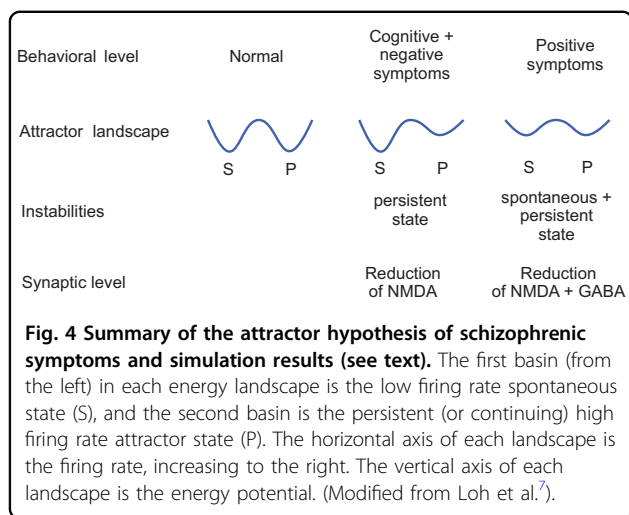 Behavioral level Normal Cognitive + negative symptoms Positive symptoms
Attractor landscape
S P S P S P
Instabilities persistent state spontaneous + persistent state
Synaptic level Reduction of NMDA Reduction of NMDA + GABA
Fig. 4 Summary of the attractor hypothesis of schizophrenic
symptoms and simulation results (see text). The first basin (from
the left) in each energy landscape is the low firing rate spontaneous
state (S), and the second basin is the persistent (or continuing) high
firing rate attractor state (P). The horizontal axis of each landscape is
the firing rate, increasing to the right. The vertical axis of each
landscape is the energy potential. (Modified from Loh et al.7).